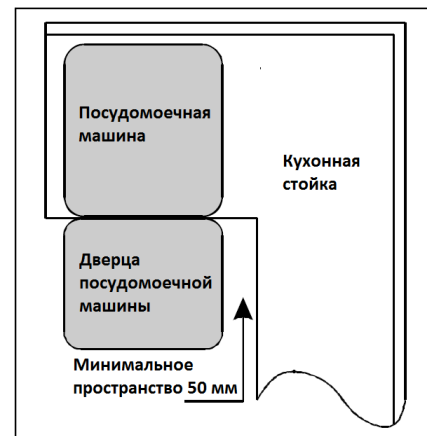 Посудомоечная
машина
Кухонная
стойка
Дверца
посудомоечной
машины
Минимальное
пространство 50 мм